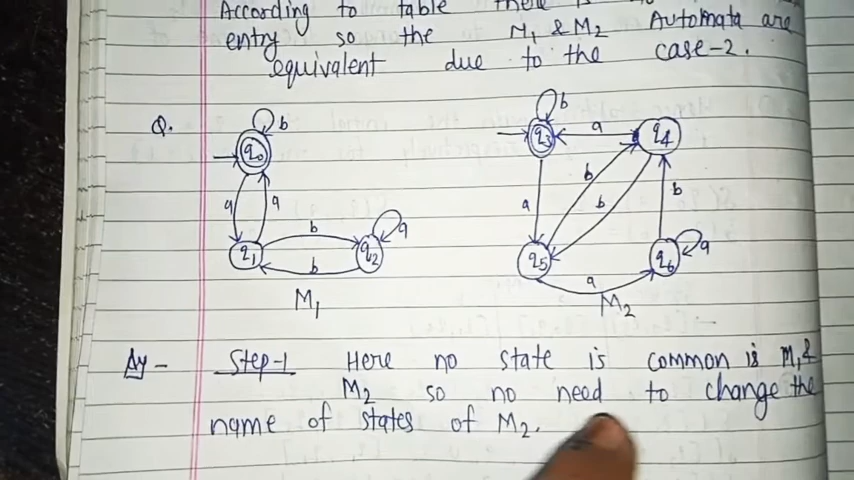 According to table there is
entry so the M1 & M2 Automata are
equivalent due to the case-2.
Q.
b
q0
a
a
q1
b
b
q2
a
M1
b
q3
a
q4
a
b
b
b
q5
a
q6
a
M2
Step-1 Here no state is common is M1 &
M2 so no need to change the
name of states of M2.